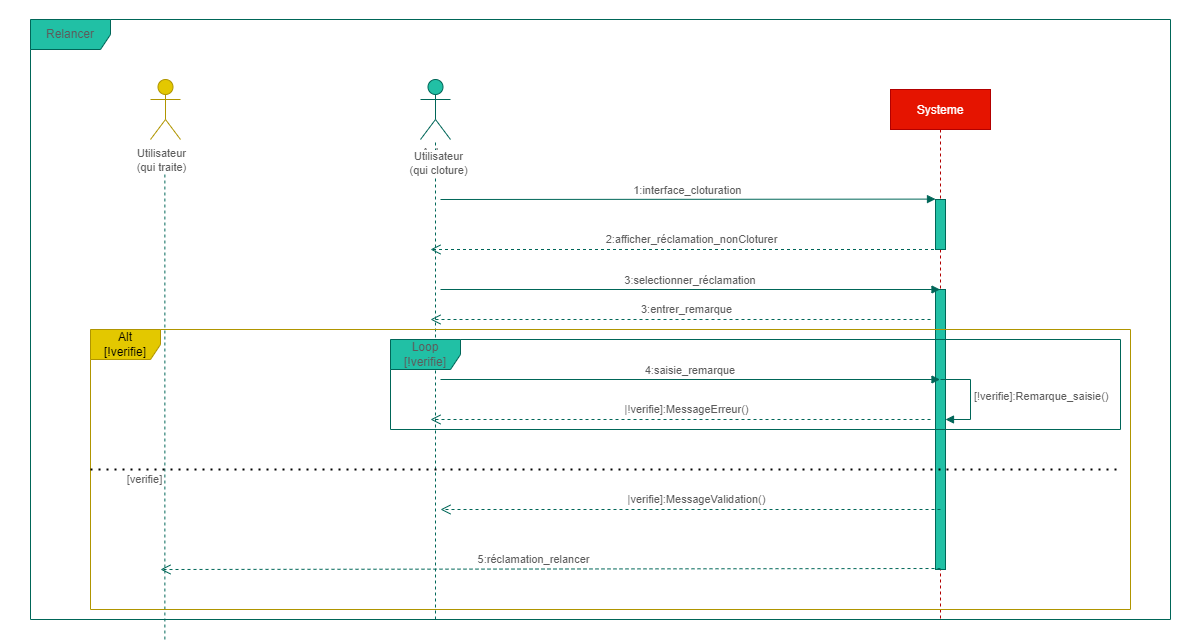 Relancer
Systeme
Utilisateur
(qui traite)
Utilisateur
(qui cloture)
1:interface_cloturation
2:afficher_réclamation_nonCloturer
3:selectionner_réclamation
3:entrer_remarque
Alt
[!verifie]
Loop
[!verifie]
4:saisie_remarque
[!verifie]:Remarque_saisie()
|!verifie]:MessageErreur()
[verifie]
|verifie]:MessageValidation()
5:réclamation_relancer